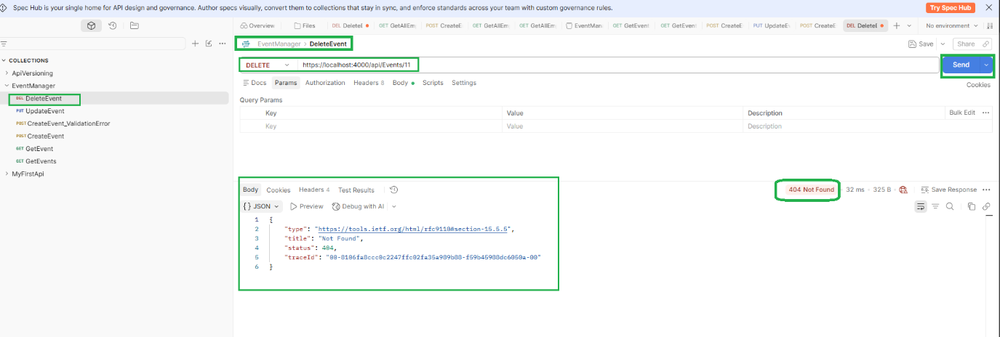 Spec Hub is your single home for API design and governance. Author specs visually, convert them to collections that stay in sync, and enforce standards across your team with custom governance rules.
Try Spec Hub
Overview
Files
DEL DeleteE
GET GetAllEm
POST CreateE
GET GetAllEm
GET GetAllEm
EventMan
GET GetEvent
GET GetEvent
POST CreateE
PUT UpdateEv
POST CreateE
DEL DeleteE
No environment
COLLECTIONS
ApiVersioning
EventManager
DEL DeleteEvent
PUT UpdateEvent
POST CreateEvent_ValidationError
POST CreateEvent
GET GetEvent
GET GetEvents
MyFirstApi
EventManager > DeleteEvent
Save
Share
DELETE
https://localhost:4000/api/Events/11
Send
Docs Params Authorization Headers 8 Body Scripts Settings
Cookies
Query Params
Key Value Description
Bulk Edit
Key Value Description
Body Cookies Headers 4 Test Results
404 Not Found
32 ms
325 B
Save Response
{} JSON
Preview
Debug with AI
1 {
2 "type": "https://tools.ietf.org/html/rfc9110#section-15.5.5",
3 "title": "Not Found",
4 "status": 404,
5 "traceId": "00-8106fa8ccc0c2247ffc02fa35a989b88-f59b45988dc6050a-00"
6 }